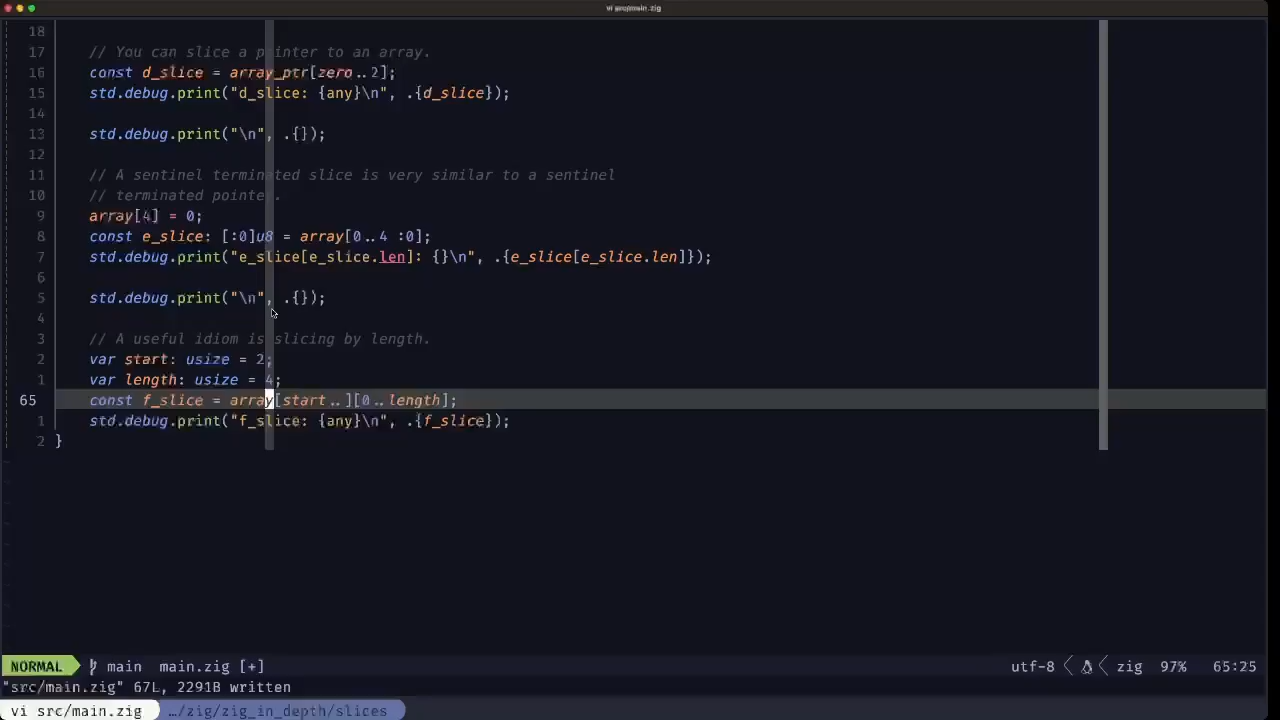 vi src/main.zig
18
17 // You can slice a pointer to an array.
16 const d_slice = array_ptr[zero..2];
15 std.debug.print("d_slice: {any}\n", .{d_slice});
14
13 std.debug.print("\n", .{});
12
11 // A sentinel terminated slice is very similar to a sentinel
10 // terminated pointer.
9 array[4] = 0;
8 const e_slice: [:0]u8 = array[0..4 :0];
7 std.debug.print("e_slice[e_slice.len]: {}\n", .{e_slice[e_slice.len]});
6
5 std.debug.print("\n", .{});
4
3 // A useful idiom is slicing by length.
2 var start: usize = 2;
1 var length: usize = 4;
65 const f_slice = array[start..][0..length];
1 std.debug.print("f_slice: {any}\n", .{f_slice});
2 }
NORMAL main main.zig [+] utf-8 zig 97% 65:25
"src/main.zig" 67L, 2291B written
vi src/main.zig …/zig/zig_in_depth/slices